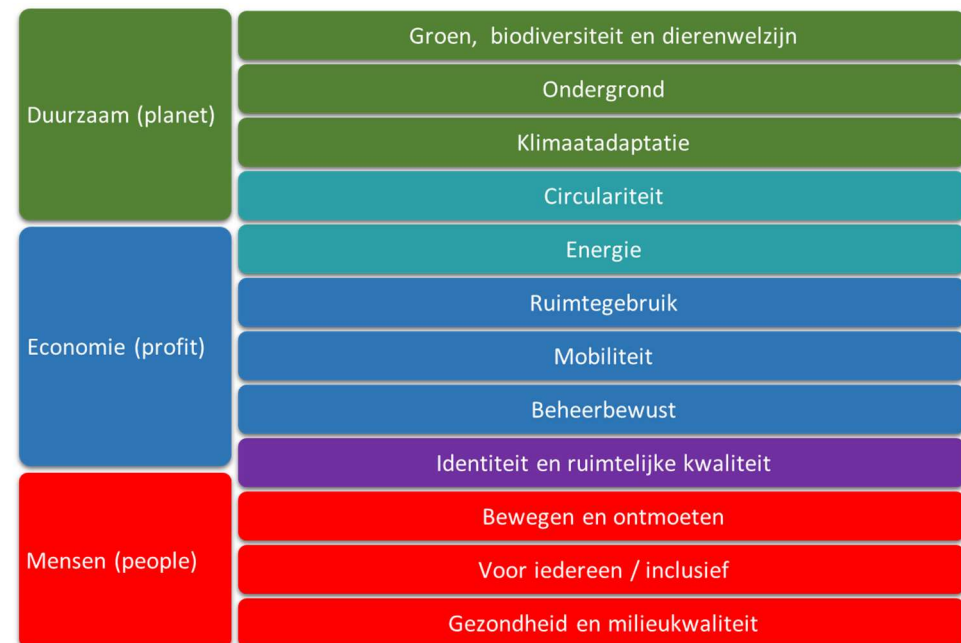 Duurzaam (planet)
Groen, biodiversiteit en dierenwelzijn
Ondergrond
Klimaatadaptatie
Circulariteit
Economie (profit)
Energie
Ruimtegebruik
Mobiliteit
Beheerbewust
Identiteit en ruimtelijke kwaliteit
Mensen (people)
Bewegen en ontmoeten
Voor iedereen / inclusief
Gezondheid en milieukwaliteit